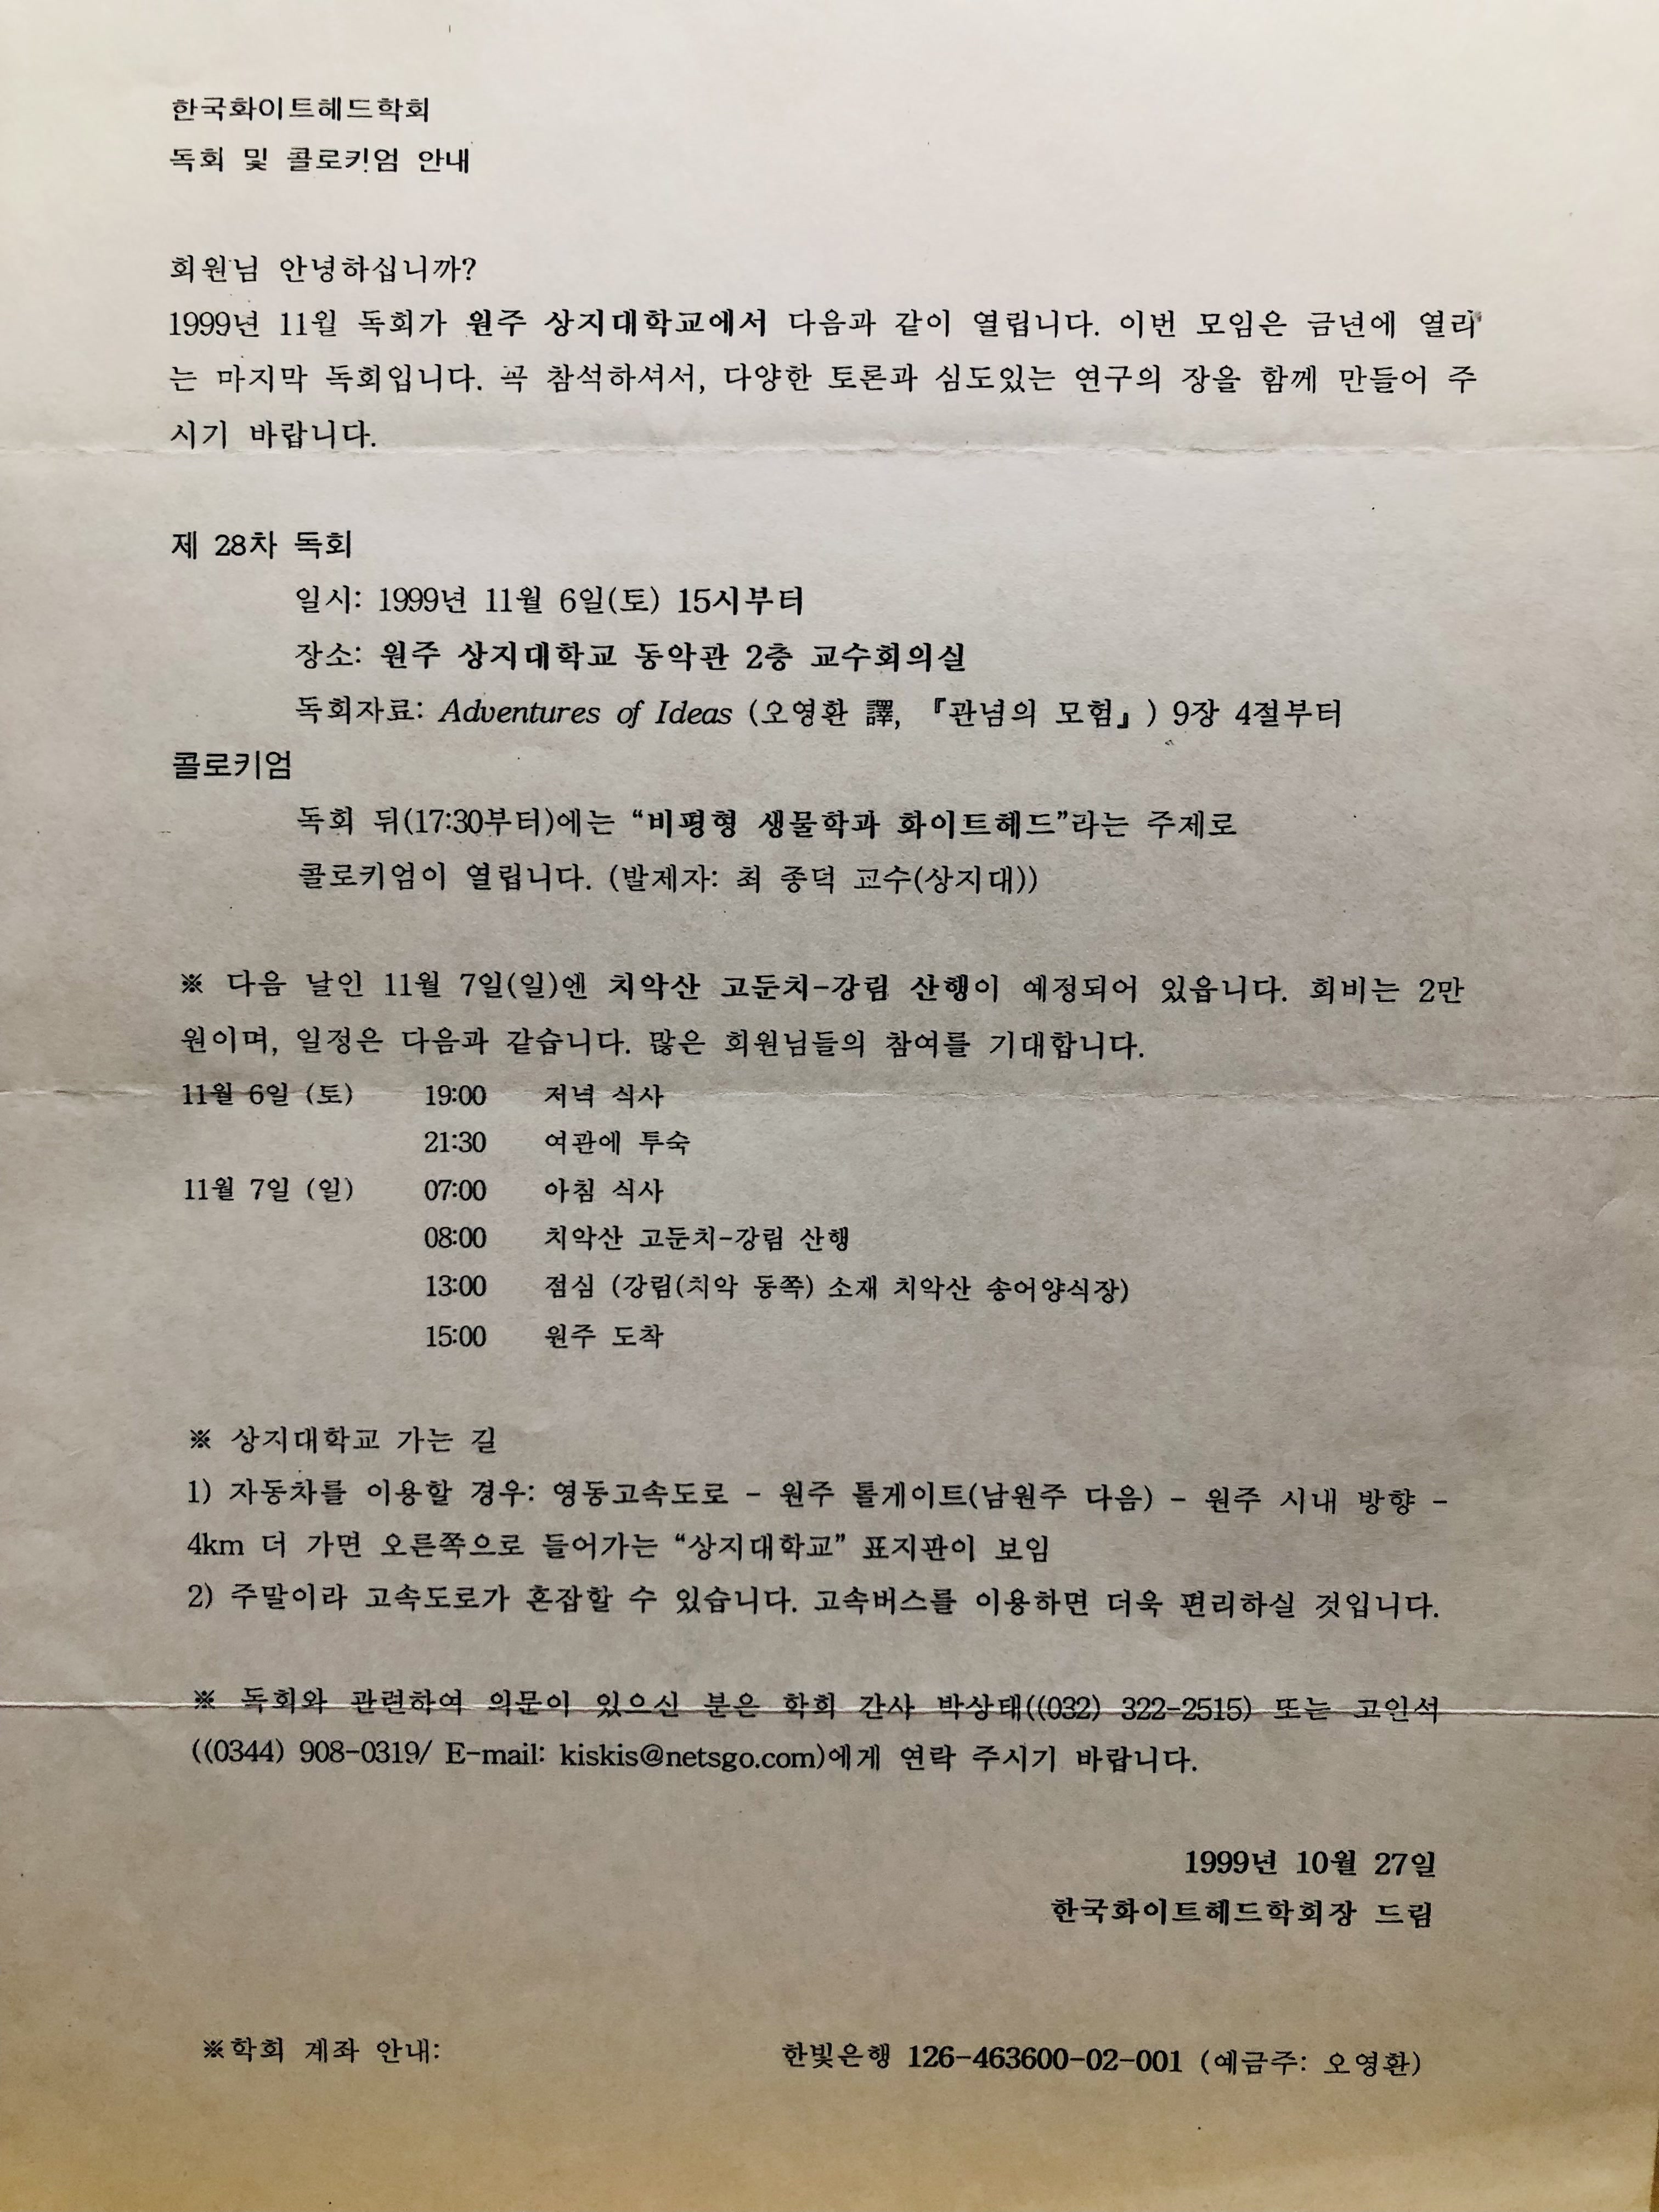 한국화이트헤드학회
독회 및 콜로키엄 안내
회원님 안녕하십니까?
1999년 11월 독회가 원주 상지대학교에서 다음과 같이 열립니다. 이번 모임은 금년에 열리
는 마지막 독회입니다. 꼭 참석하셔서, 다양한 토론과 심도있는 연구의 장을 함께 만들어 주
시기 바랍니다.
제 28차 독회
일시: 1999년 11월 6일(토) 15시부터
장소: 원주 상지대학교 동악관 2층 교수회의실
독회자료: Adventures of Ideas (오영환 譯, 『관념의 모험』) 9장 4절부터
콜로키엄
독회 뒤(17:30부터)에는 “비평형 생물학과 화이트헤드”라는 주제로
콜로키엄이 열립니다. (발제자: 최 종덕 교수(상지대))
※ 다음 날인 11월 7일(일)엔 치악산 고둔치-강림 산행이 예정되어 있읍니다. 회비는 2만
원이며, 일정은 다음과 같습니다. 많은 회원님들의 참여를 기대합니다.
11월 6일 (토) 19:00 저녁 식사
21:30 여관에 투숙
11월 7일 (일) 07:00 아침 식사
08:00 치악산 고둔치-강림 산행
13:00 점심 (강림(치악 동쪽) 소재 치악산 송어양식장)
15:00 원주 도착
※ 상지대학교 가는 길
1) 자동차를 이용할 경우: 영동고속도로 - 원주 톨게이트(남원주 다음) - 원주 시내 방향 -
4km 더 가면 오른쪽으로 들어가는 “상지대학교” 표지판이 보임
2) 주말이라 고속도로가 혼잡할 수 있습니다. 고속버스를 이용하면 더욱 편리하실 것입니다.
※ 독회와 관련하여 의문이 있으신 분은 학회 간사 박상태((032) 322-2515) 또는 고인석
((0344) 908-0319/ E-mail: kiskis@netsgo.com)에게 연락 주시기 바랍니다.
1999년 10월 27일
한국화이트헤드학회장 드림
※학회 계좌 안내: 한빛은행 126-463600-02-001 (예금주: 오영환)